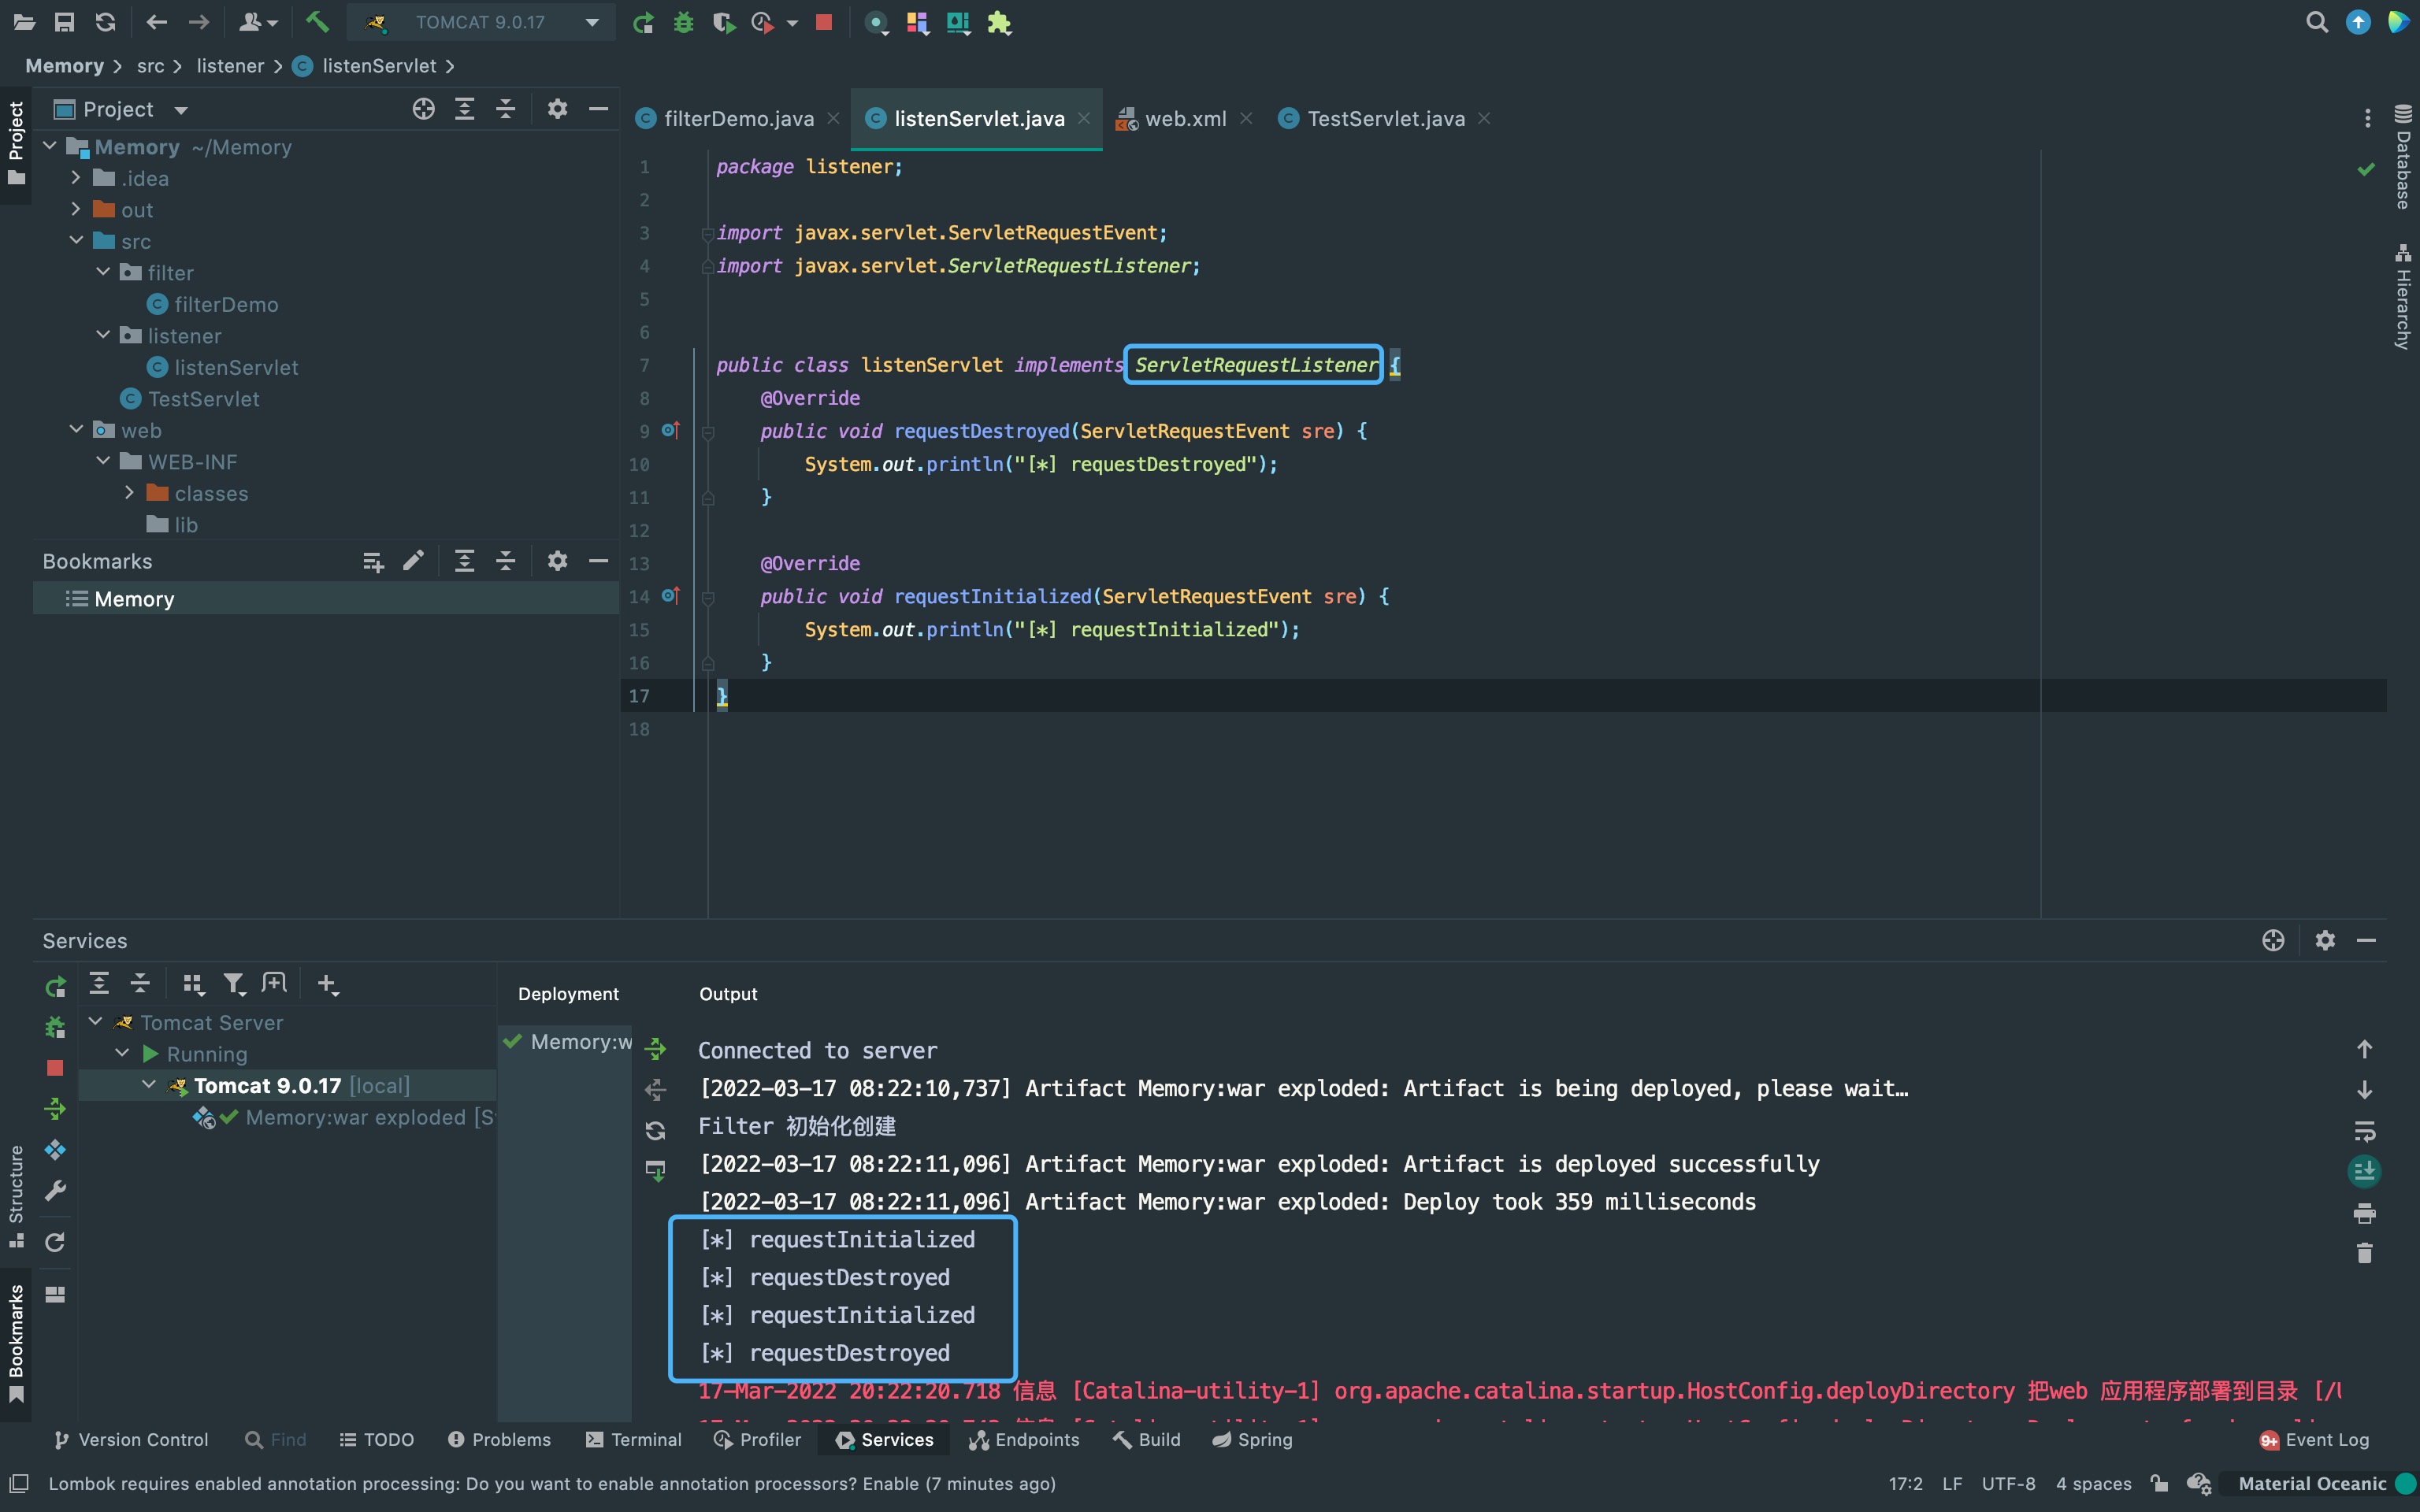 TOMCAT 9.0.17
Memory > src > listener > listenServlet >
Project
Memory ~/Memory
.idea
out
src
filter
filterDemo
listener
listenServlet
TestServlet
web
WEB-INF
classes
lib
Bookmarks
Memory
Project
Structure
Bookmarks
filterDemo.java
listenServlet.java
web.xml
TestServlet.java
Database
Hierarchy
1 package listener;
2
3 import javax.servlet.ServletRequestEvent;
4 import javax.servlet.ServletRequestListener;
5
6
7 public class listenServlet implements ServletRequestListener {
8 @Override
9 public void requestDestroyed(ServletRequestEvent sre) {
10 System.out.println("[*] requestDestroyed");
11 }
12
13 @Override
14 public void requestInitialized(ServletRequestEvent sre) {
15 System.out.println("[*] requestInitialized");
16 }
17 }
18
Services
Tomcat Server
Running
Tomcat 9.0.17 [local]
Memory:war exploded [S
Deployment
Memory:w
Output
Connected to server
[2022-03-17 08:22:10,737] Artifact Memory:war exploded: Artifact is being deployed, please wait…
Filter 初始化创建
[2022-03-17 08:22:11,096] Artifact Memory:war exploded: Artifact is deployed successfully
[2022-03-17 08:22:11,096] Artifact Memory:war exploded: Deploy took 359 milliseconds
[*] requestInitialized
[*] requestDestroyed
[*] requestInitialized
[*] requestDestroyed
17-Mar-2022 20:22:20.718 信息 [Catalina-utility-1] org.apache.catalina.startup.HostConfig.deployDirectory 把web 应用程序部署到目录 [/U
Version Control
Find
TODO
Problems
Terminal
Profiler
Services
Endpoints
Build
Spring
9+ Event Log
Lombok requires enabled annotation processing: Do you want to enable annotation processors? Enable (7 minutes ago)
17:2 LF UTF-8 4 spaces Material Oceanic